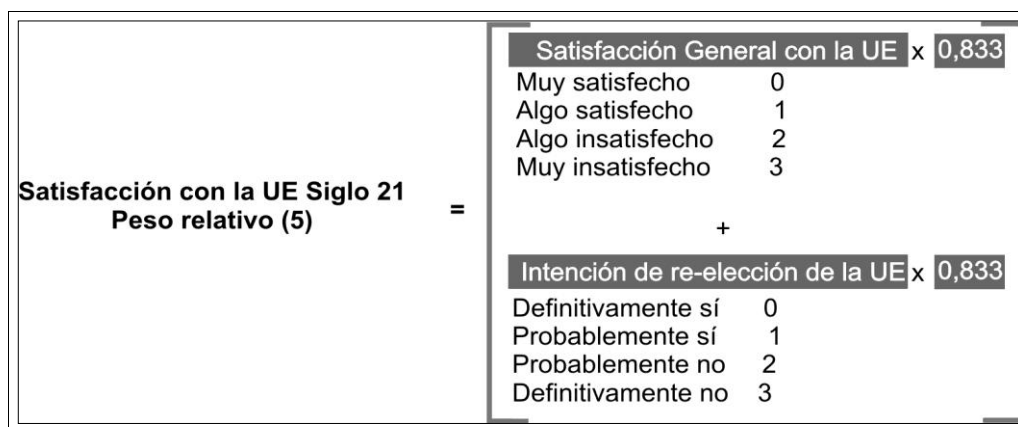 Satisfacción con la UE Siglo 21
Peso relativo (5)
=
Satisfacción General con la UE x 0,833
Muy satisfecho 0
Algo satisfecho 1
Algo insatisfecho 2
Muy insatisfecho 3
+
Intención de re-elección de la UE x 0,833
Definitivamente sí 0
Probablemente sí 1
Probablemente no 2
Definitivamente no 3